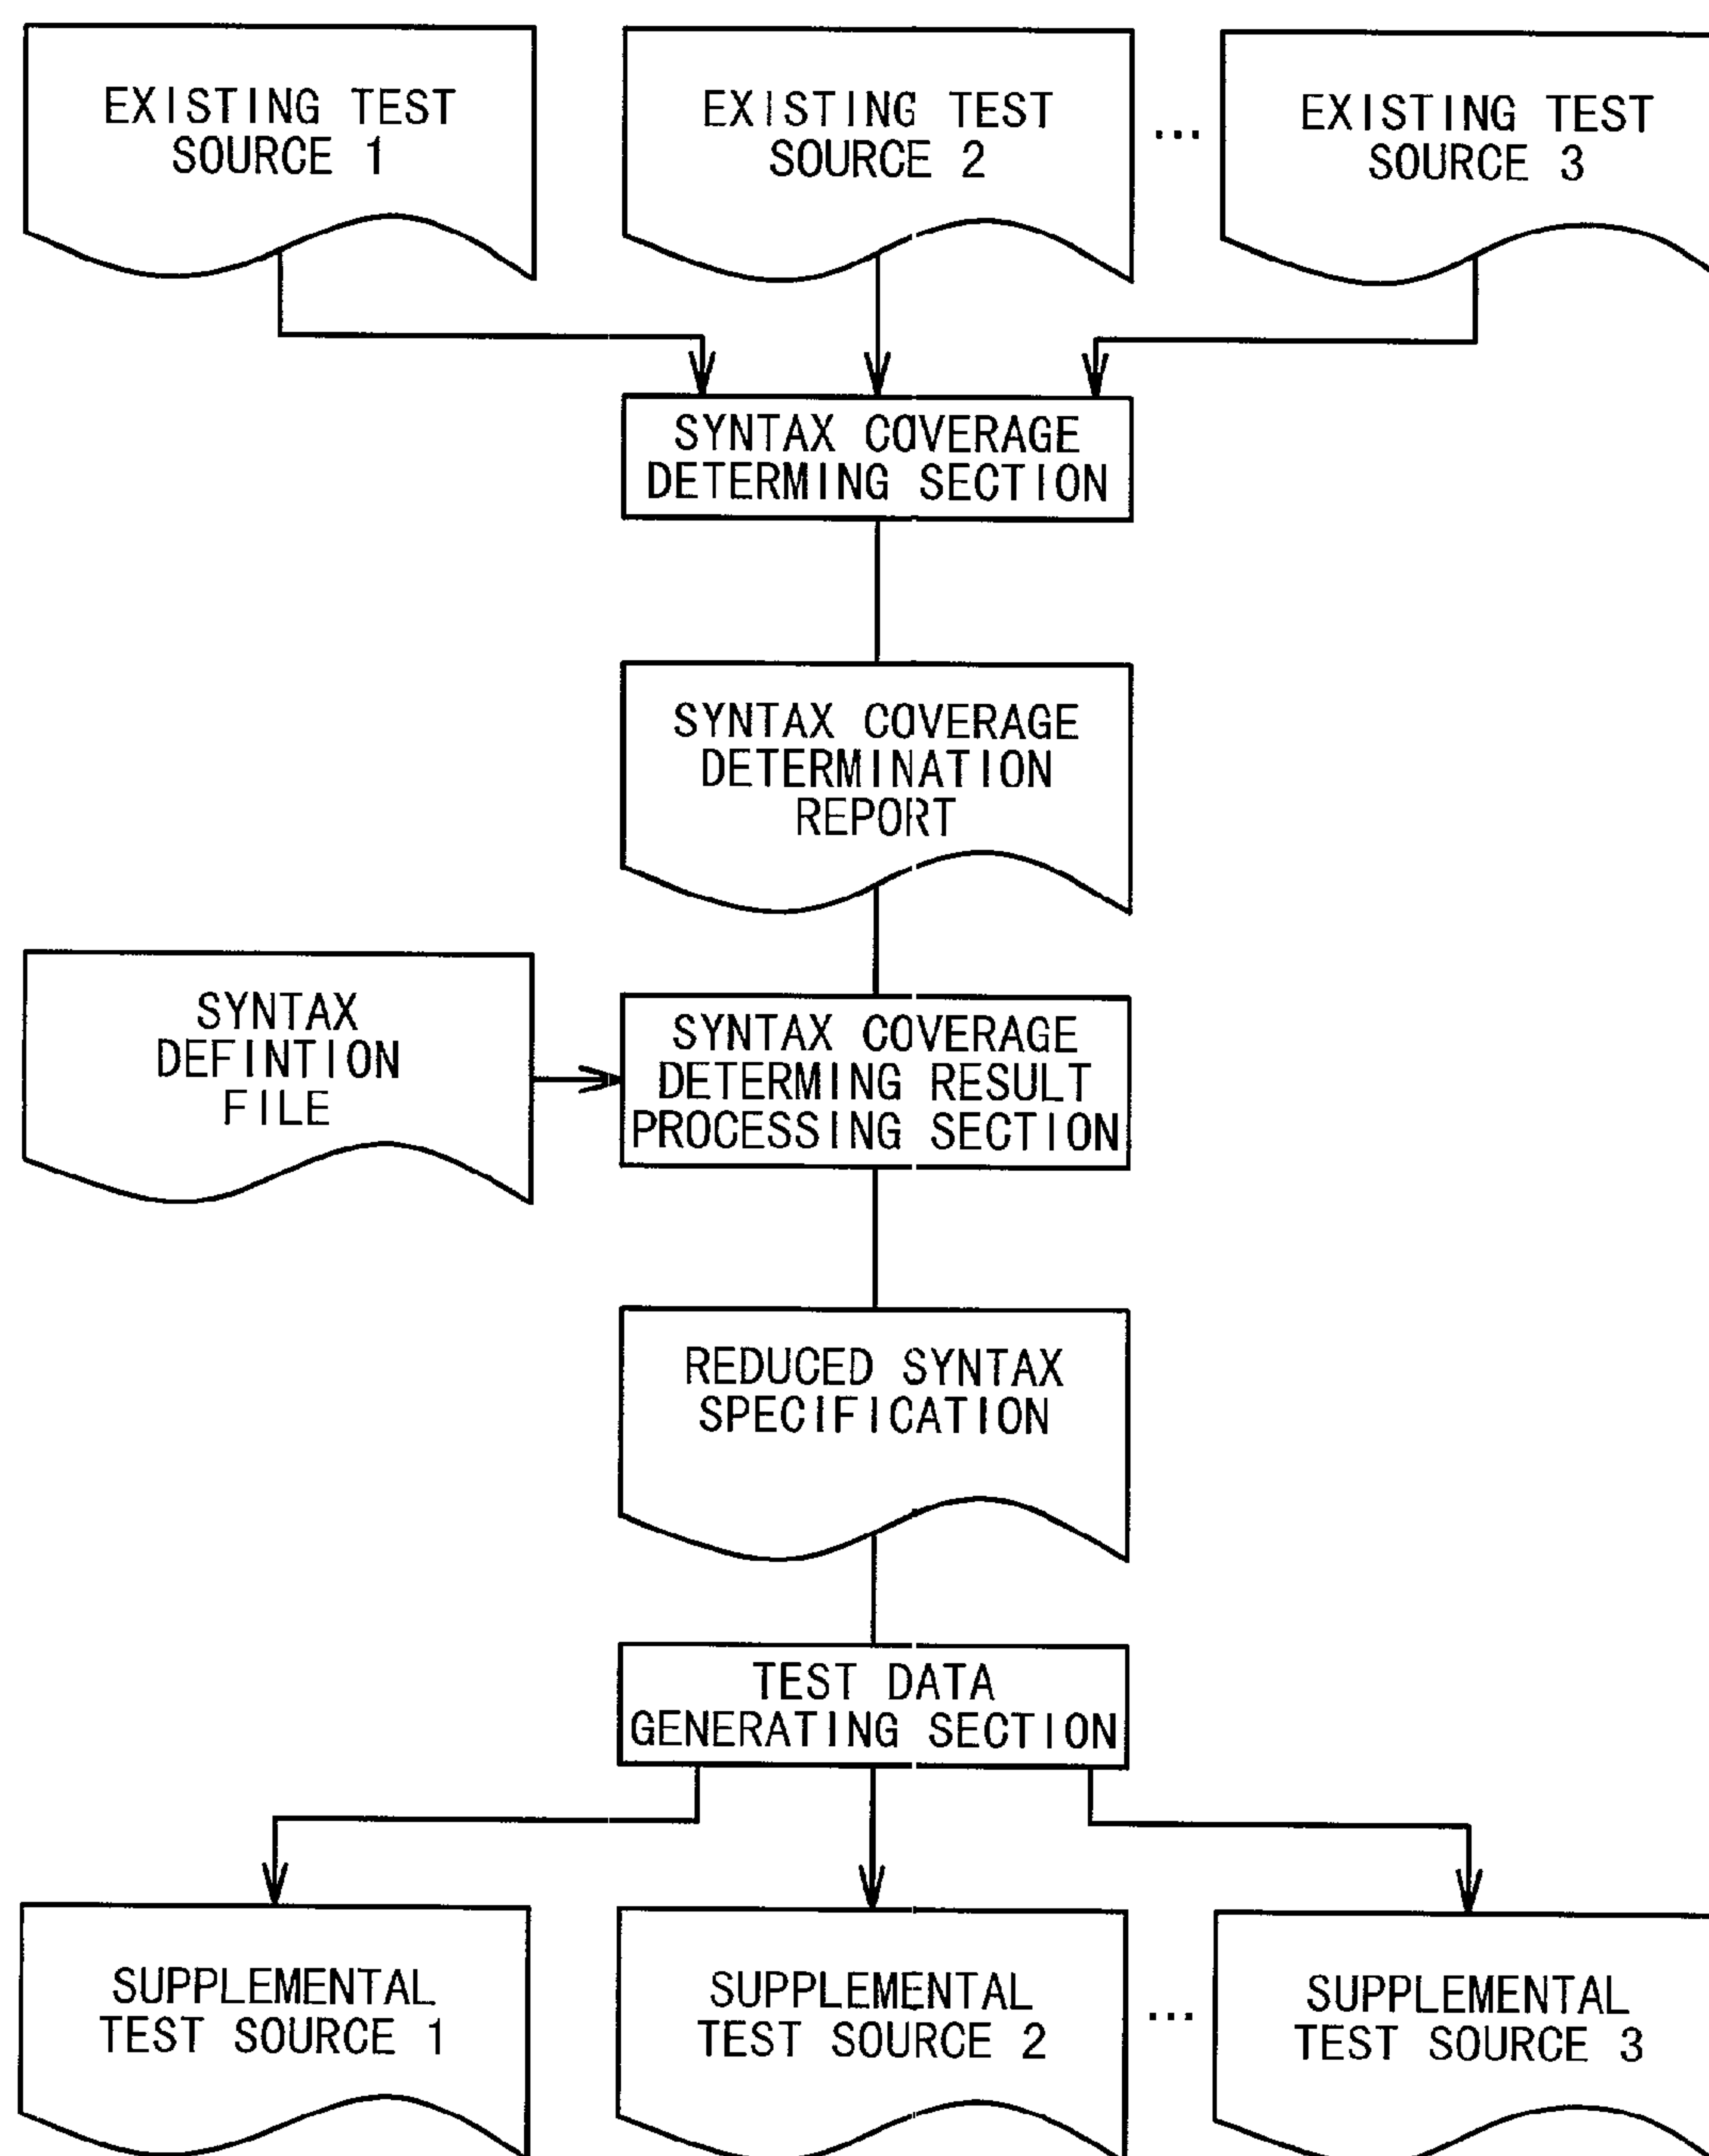 EXISTING TEST
SOURCE 1
EXISTING TEST
SOURCE 2
...
EXISTING TEST
SOURCE 3
SYNTAX COVERAGE
DETERMING SECTION
SYNTAX COVERAGE
DETERMINATION
REPORT
SYNTAX
DEFINTION
FILE
SYNTAX COVERAGE
DETERMING RESULT
PROCESSING SECTION
REDUCED SYNTAX
SPECIFICATION
TEST DATA
GENERATING SECTION
SUPPLEMENTAL
TEST SOURCE 1
SUPPLEMENTAL
TEST SOURCE 2
...
SUPPLEMENTAL
TEST SOURCE 3